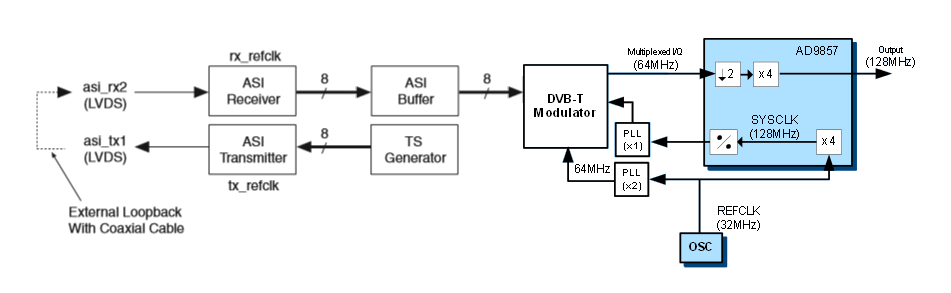 rx_refclk
asi_rx2
(LVDS)
ASI
Receiver
8
ASI
Buffer
8
asi_tx1
(LVDS)
ASI
Transmitter
tx_refclk
8
TS
Generator
External Loopback
With Coaxial Cable
DVB-T
Modulator
Multiplexed I/Q
(64MHz)
AD9857
Output
(128MHz)
↓2
x 4
SYSCLK
(128MHz)
PLL
(x1)
x 4
64MHz
PLL
(x2)
REFCLK
(32MHz)
OSC